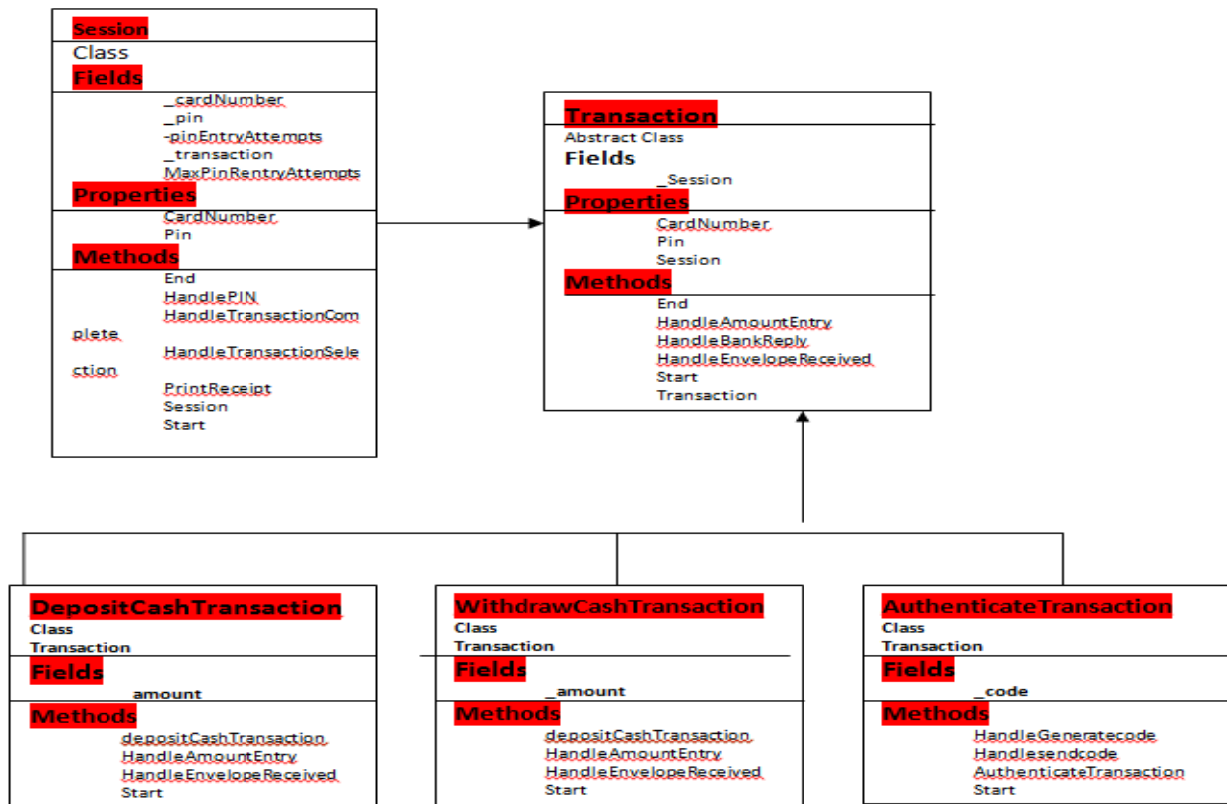 Session
Class
Fields
_cardNumber
_pin
-pinEntryAttempts
_transaction
MaxPinRentryAttempts
Properties
CardNumber
Pin
Methods
End
HandlePIN
HandleTransactionCom
plete
HandleTransactionSele
ction
PrintReceipt
Session
Start
Transaction
Abstract Class
Fields
_Session
Properties
CardNumber
Pin
Session
Methods
End
HandleAmountEntry
HandleBankReply
HandleEnvelopeReceived
Start
Transaction
DepositCashTransaction
Class
Transaction
Fields
_amount
Methods
depositCashTransaction
HandleAmountEntry
HandleEnvelopeReceived
Start
WithdrawCashTransaction
Class
Transaction
Fields
_amount
Methods
depositCashTransaction
HandleAmountEntry
HandleEnvelopeReceived
Start
AuthenticateTransaction
Class
Transaction
Fields
_code
Methods
HandleGeneratecode
Handlesendcode
AuthenticateTransaction
Start